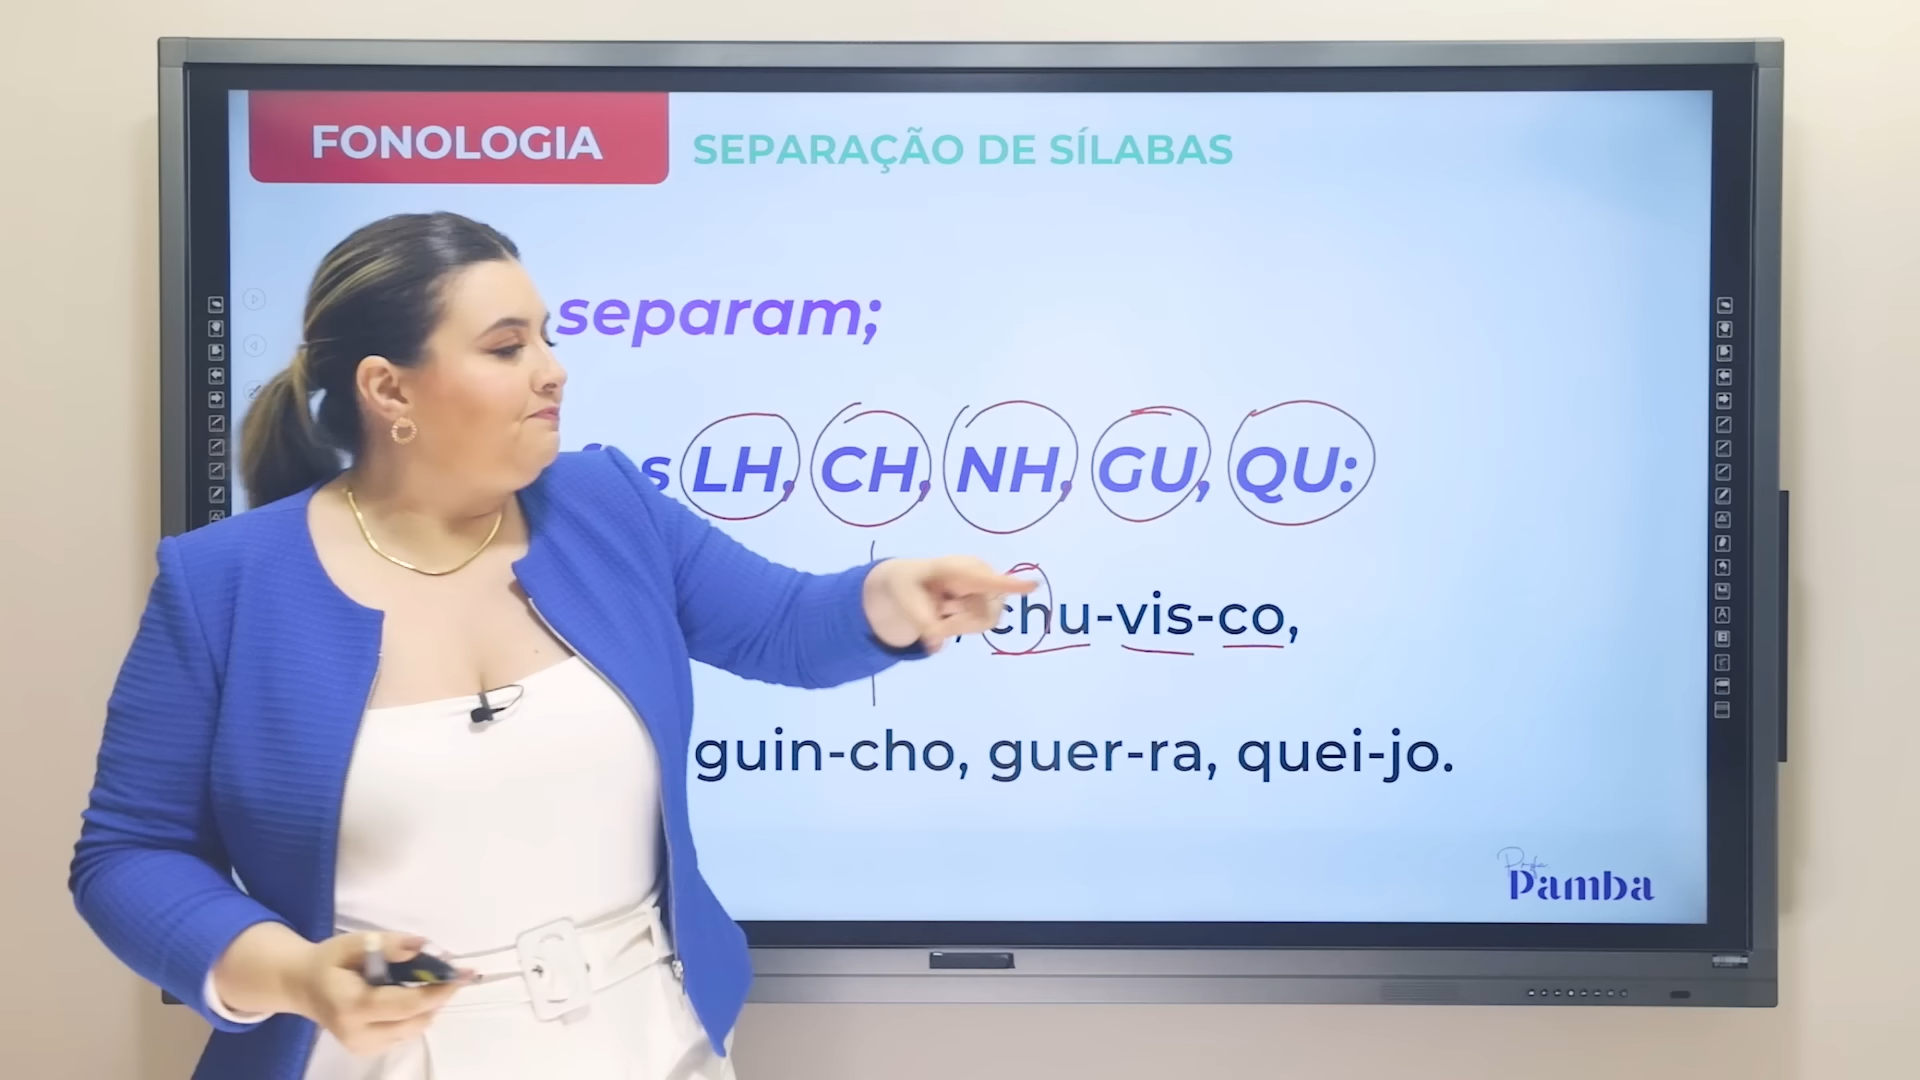 FONOLOGIA
SEPARAÇÃO DE SÍLABAS
separam;
LH, CH, NH, GU, QU:
chu-vis-co,
guin-cho, guer-ra, quei-jo.
Profa
Pamba